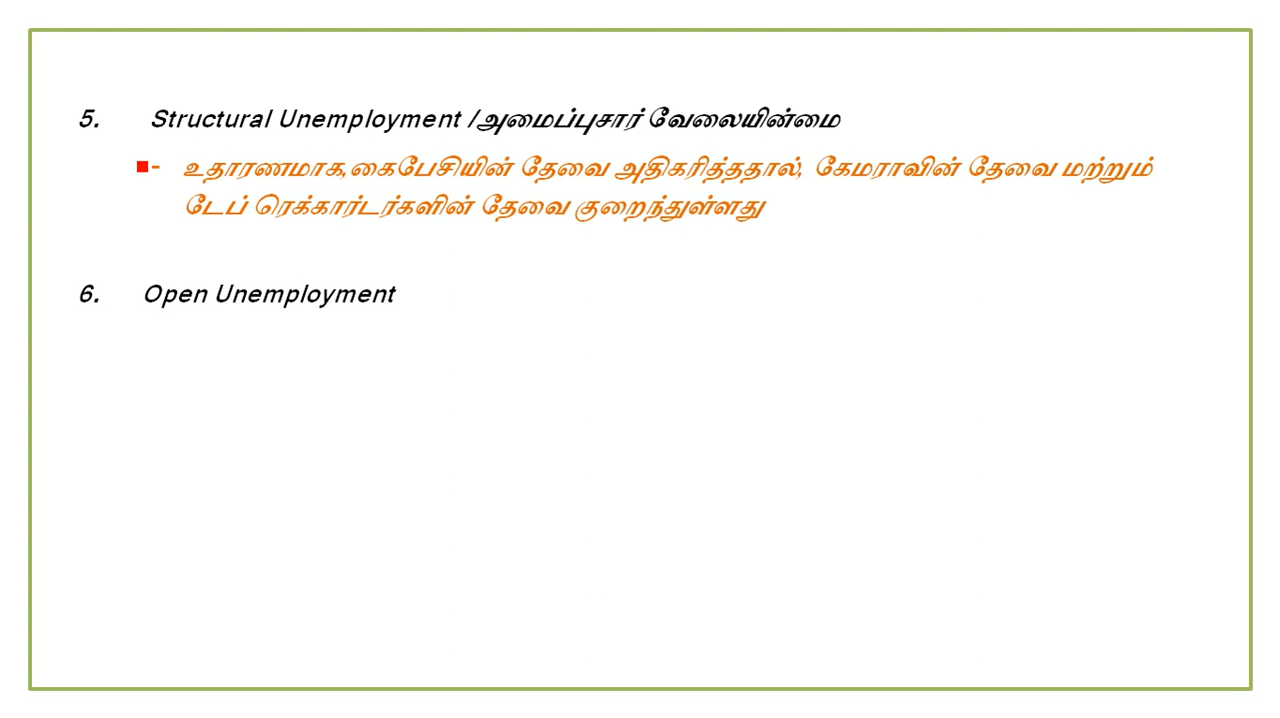 5. Structural Unemployment /அமைப்புசார் வேலையின்மை
- உதாரணமாக,கைபேசியின் தேவை அதிகரித்ததால், கேமராவின் தேவை மற்றும்
டேப் ரெக்கார்டர்களின் தேவை குறைந்துள்ளது
6. Open Unemployment